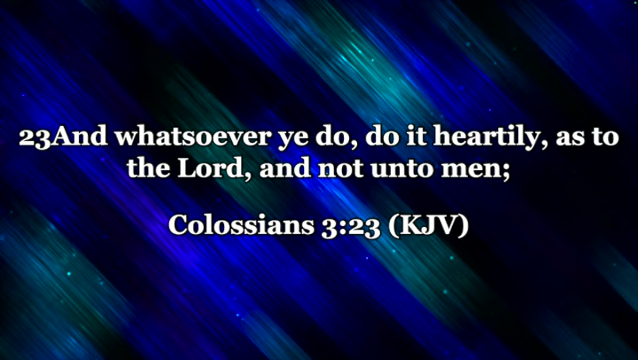 23And whatsoever ye do, do it heartily, as to
the Lord, and not unto men;
Colossians 3:23 (KJV)